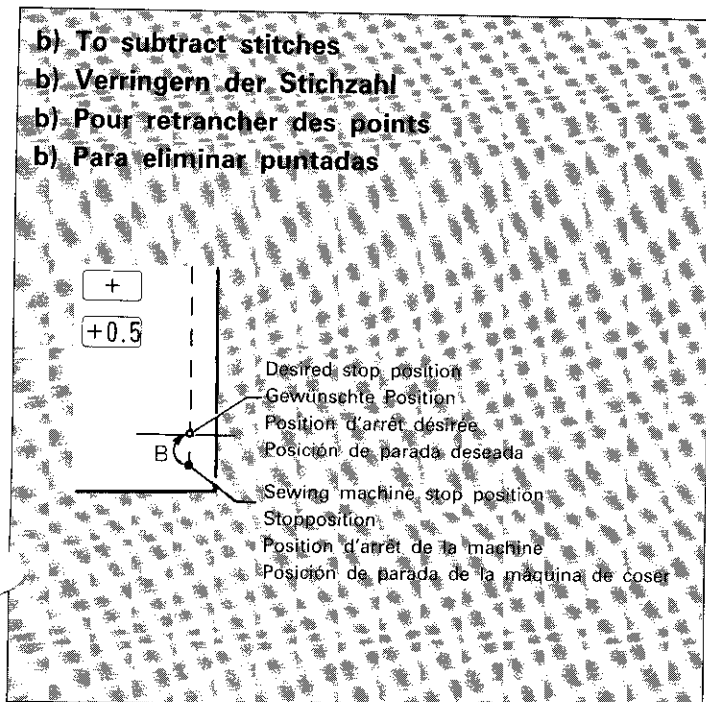 b) To subtract stitches
b) Verringern der Stichzahl
b) Pour retrancher des points
b) Para eliminar puntadas
+
+0.5
Desired stop position
Gewünschte Position
Position d'arrêt désirée
Posición de parada deseada
B
Sewing machine stop position
Stopposition
Position d'arrêt de la machine
Posición de parada de la máquina de coser